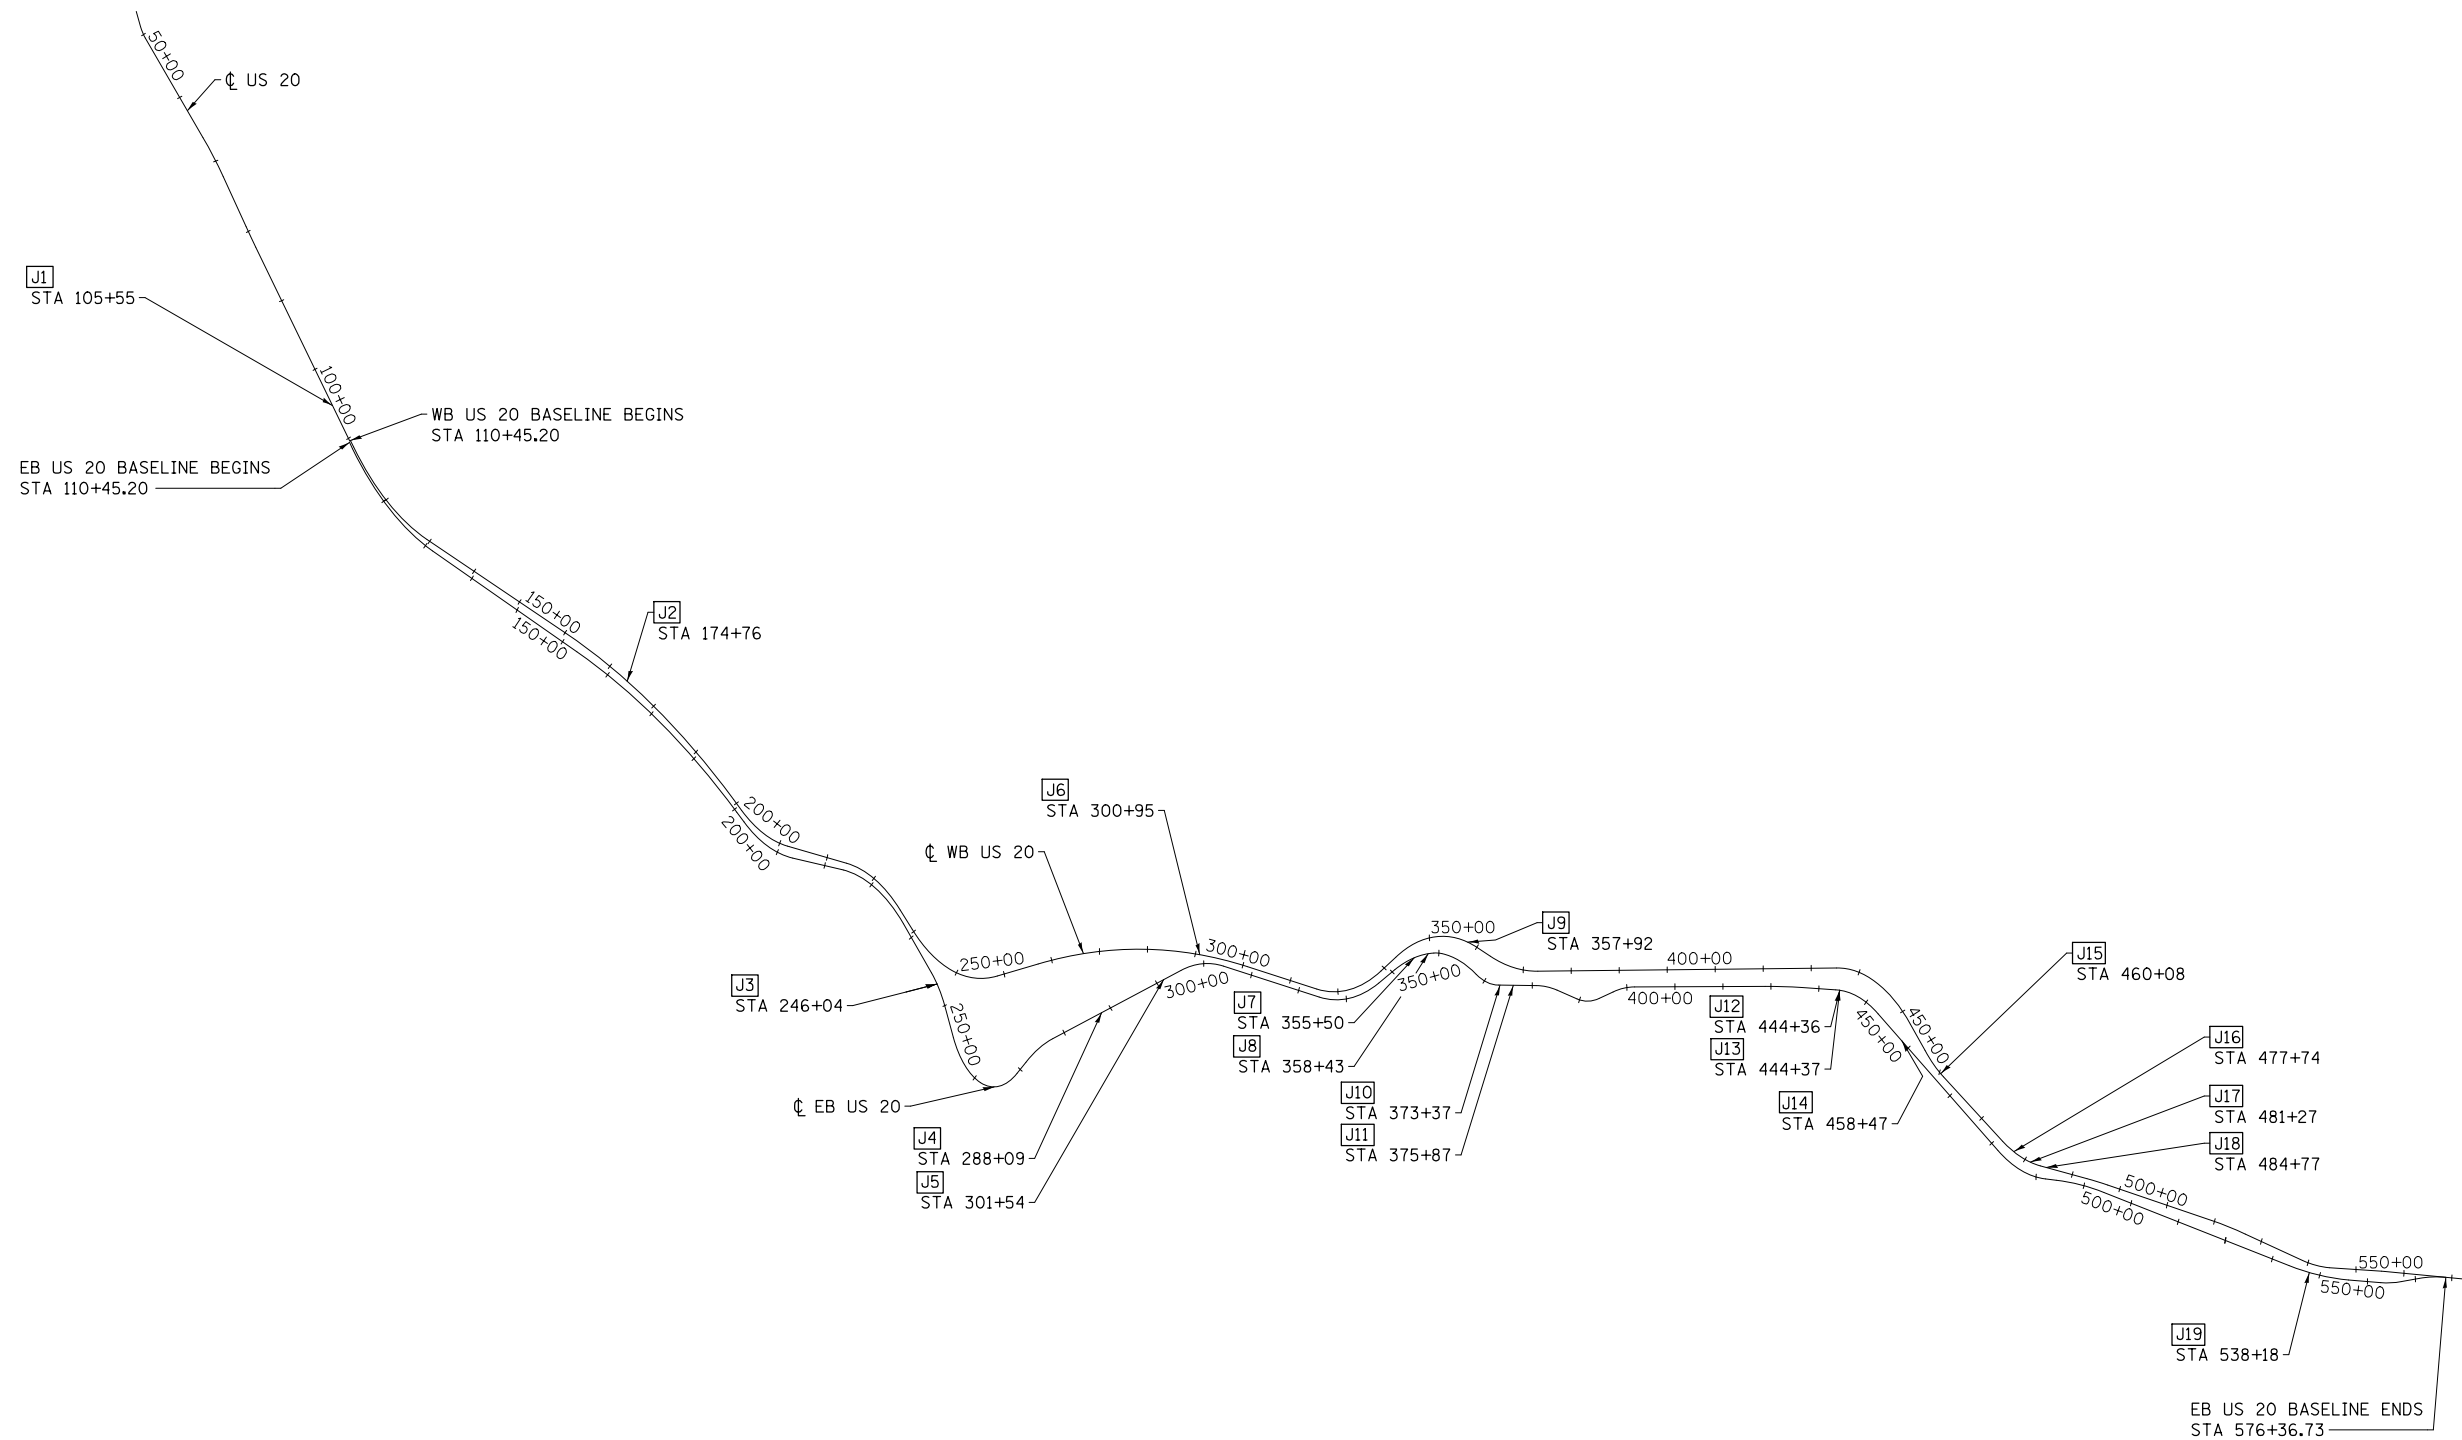 50+00
℄ US 20
J1
STA 105+55
100+00
WB US 20 BASELINE BEGINS
STA 110+45.20
EB US 20 BASELINE BEGINS
STA 110+45.20
150+00
150+00
J2
STA 174+76
200+00
200+00
J6
STA 300+95
℄ WB US 20
250+00
300+00
350+00
J9
STA 357+92
400+00
J3
STA 246+04
250+00
300+00
350+00
400+00
J7
STA 355+50
J8
STA 358+43
J10
STA 373+37
J11
STA 375+87
J12
STA 444+36
J13
STA 444+37
450+00
450+00
J15
STA 460+08
J14
STA 458+47
J16
STA 477+74
J17
STA 481+27
J18
STA 484+77
℄ EB US 20
J4
STA 288+09
J5
STA 301+54
500+00
500+00
550+00
550+00
J19
STA 538+18
EB US 20 BASELINE ENDS
STA 576+36.73